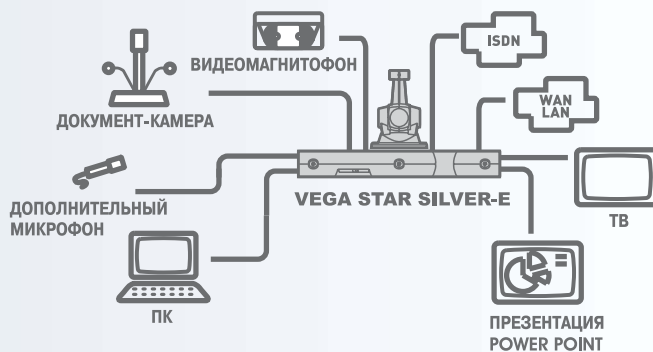 ISDN
ВИДЕОМАГНИТОФОН
WAN
LAN
ДОКУМЕНТ-КАМЕРА
VEGA STAR SILVER-E
ДОПОЛНИТЕЛЬНЫЙ
МИКРОФОН
ТВ
ПК
ПРЕЗЕНТАЦИЯ
POWER POINT